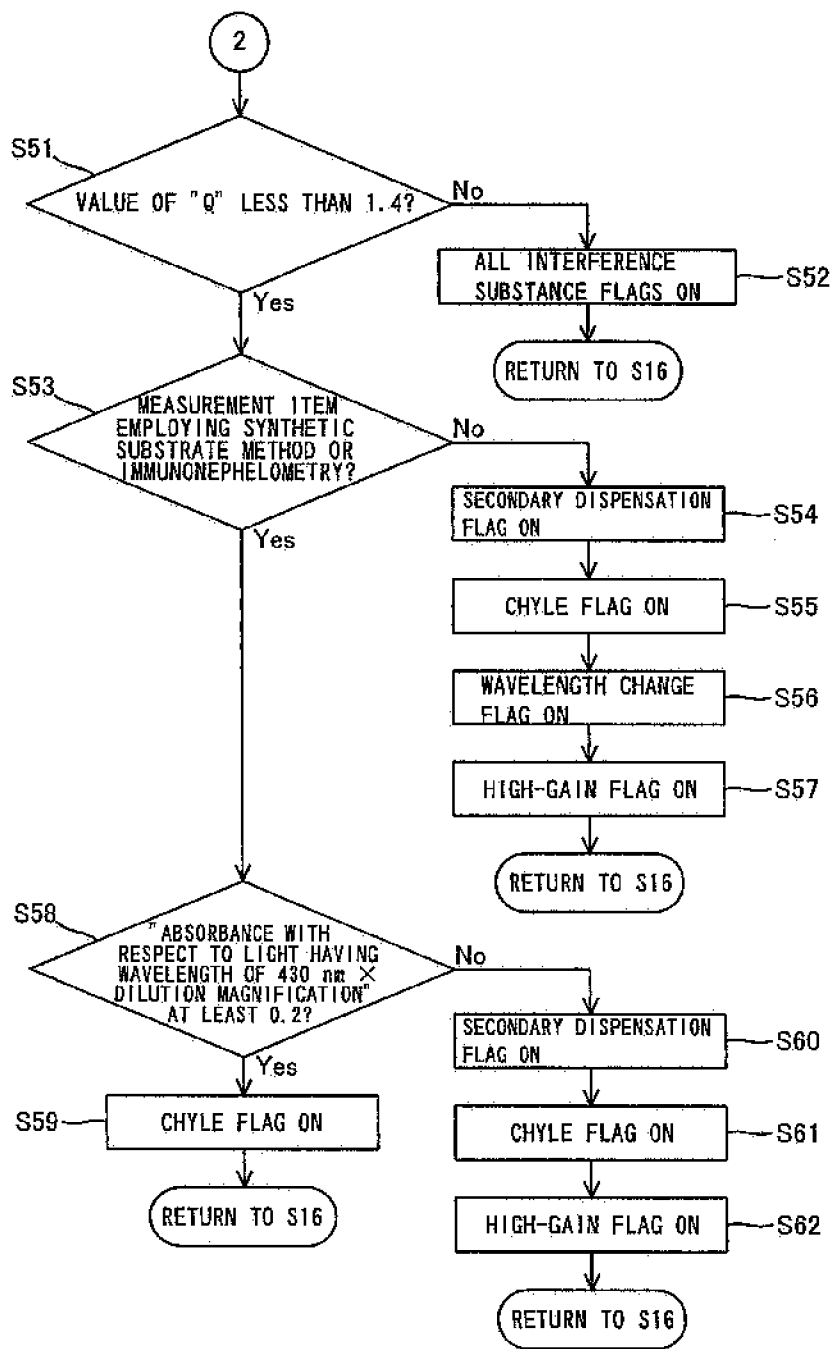 2
S51
VALUE OF "Q" LESS THAN 1.4?
No
ALL INTERFERENCE
SUBSTANCE FLAGS ON
S52
Yes
RETURN TO S16
S53
MEASUREMENT ITEM
EMPLOYING SYNTHETIC
SUBSTRATE METHOD OR
IMMUNONEPHELOMETRY?
No
SECONDARY DISPENSATION
FLAG ON
S54
Yes
CHYLE FLAG ON
S55
WAVELENGTH CHANGE
FLAG ON
S56
HIGH-GAIN FLAG ON
S57
RETURN TO S16
S58
"ABSORBANCE WITH
RESPECT TO LIGHT HAVING
WAVELENGTH OF 430 nm ×
DILUTION MAGNIFICATION"
AT LEAST 0.2?
No
SECONDARY DISPENSATION
FLAG ON
S60
Yes
S59
CHYLE FLAG ON
CHYLE FLAG ON
S61
RETURN TO S16
HIGH-GAIN FLAG ON
S62
RETURN TO S16